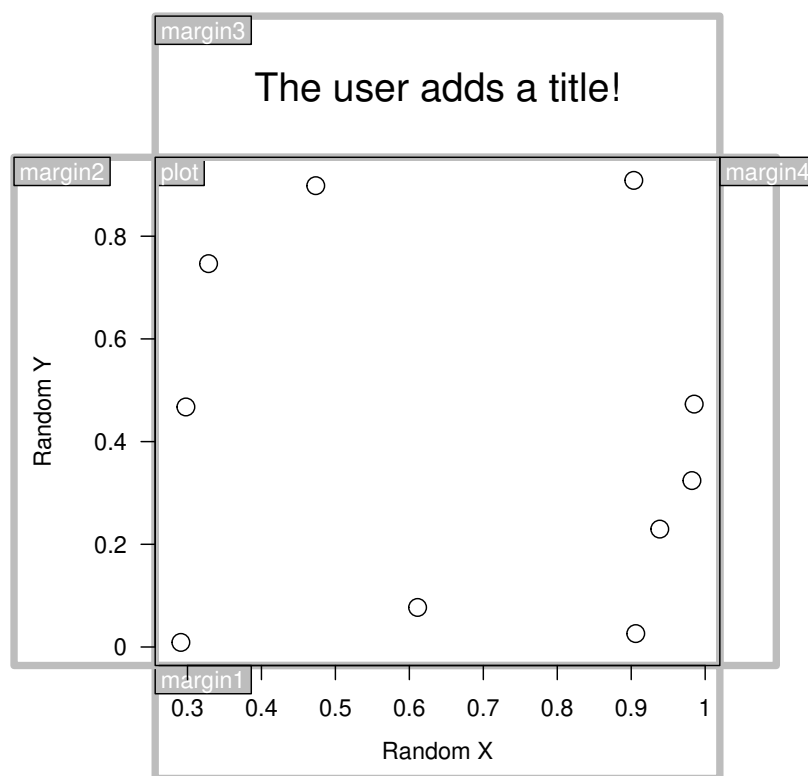 margin3
The user adds a title!
margin2
plot
margin4
0.8
0.6
0.4
0.2
0
Random Y
margin1
0.3 0.4 0.5 0.6 0.7 0.8 0.9 1
Random X